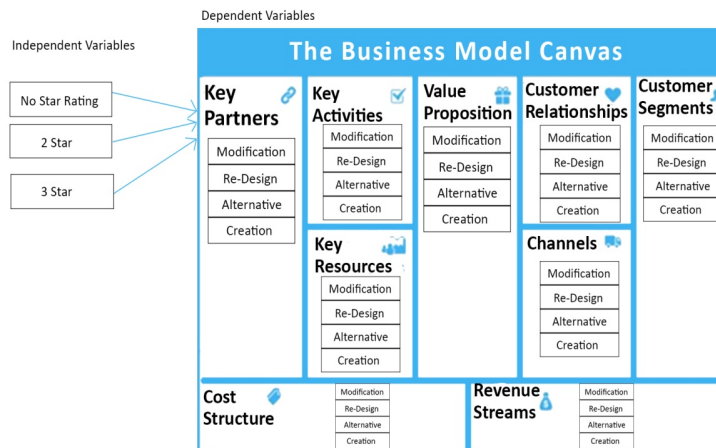 Dependent Variables
Independent Variables
The Business Model Canvas
No Star Rating
2 Star
3 Star
Key
Partners
Modification
Re-Design
Alternative
Creation
Key
Activities
Modification
Re-Design
Alternative
Creation
Key
Resources
Modification
Re-Design
Alternative
Creation
Value
Proposition
Modification
Re-Design
Alternative
Creation
Customer
Relationships
Modification
Re-Design
Alternative
Creation
Channels
Modification
Re-Design
Alternative
Creation
Customer
Segments
Modification
Re-Design
Alternative
Creation
Cost
Structure
Modification
Re-Design
Alternative
Creation
Revenue
Streams
Modification
Re-Design
Alternative
Creation